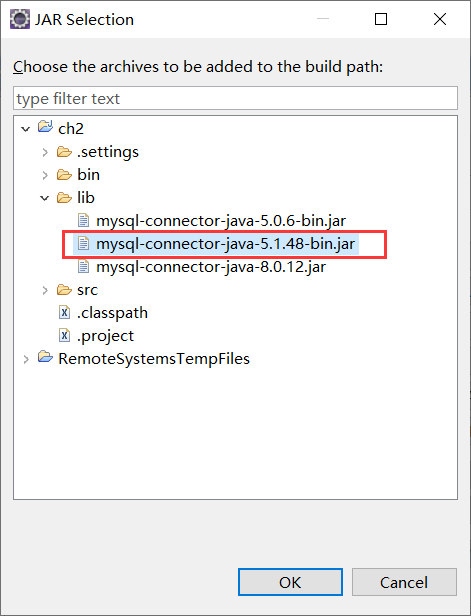 JAR Selection
Choose the archives to be added to the build path:
type filter text
ch2
.settings
bin
lib
mysql-connector-java-5.0.6-bin.jar
mysql-connector-java-5.1.48-bin.jar
mysql-connector-java-8.0.12.jar
src
.classpath
.project
RemoteSystemsTempFiles
OK
Cancel